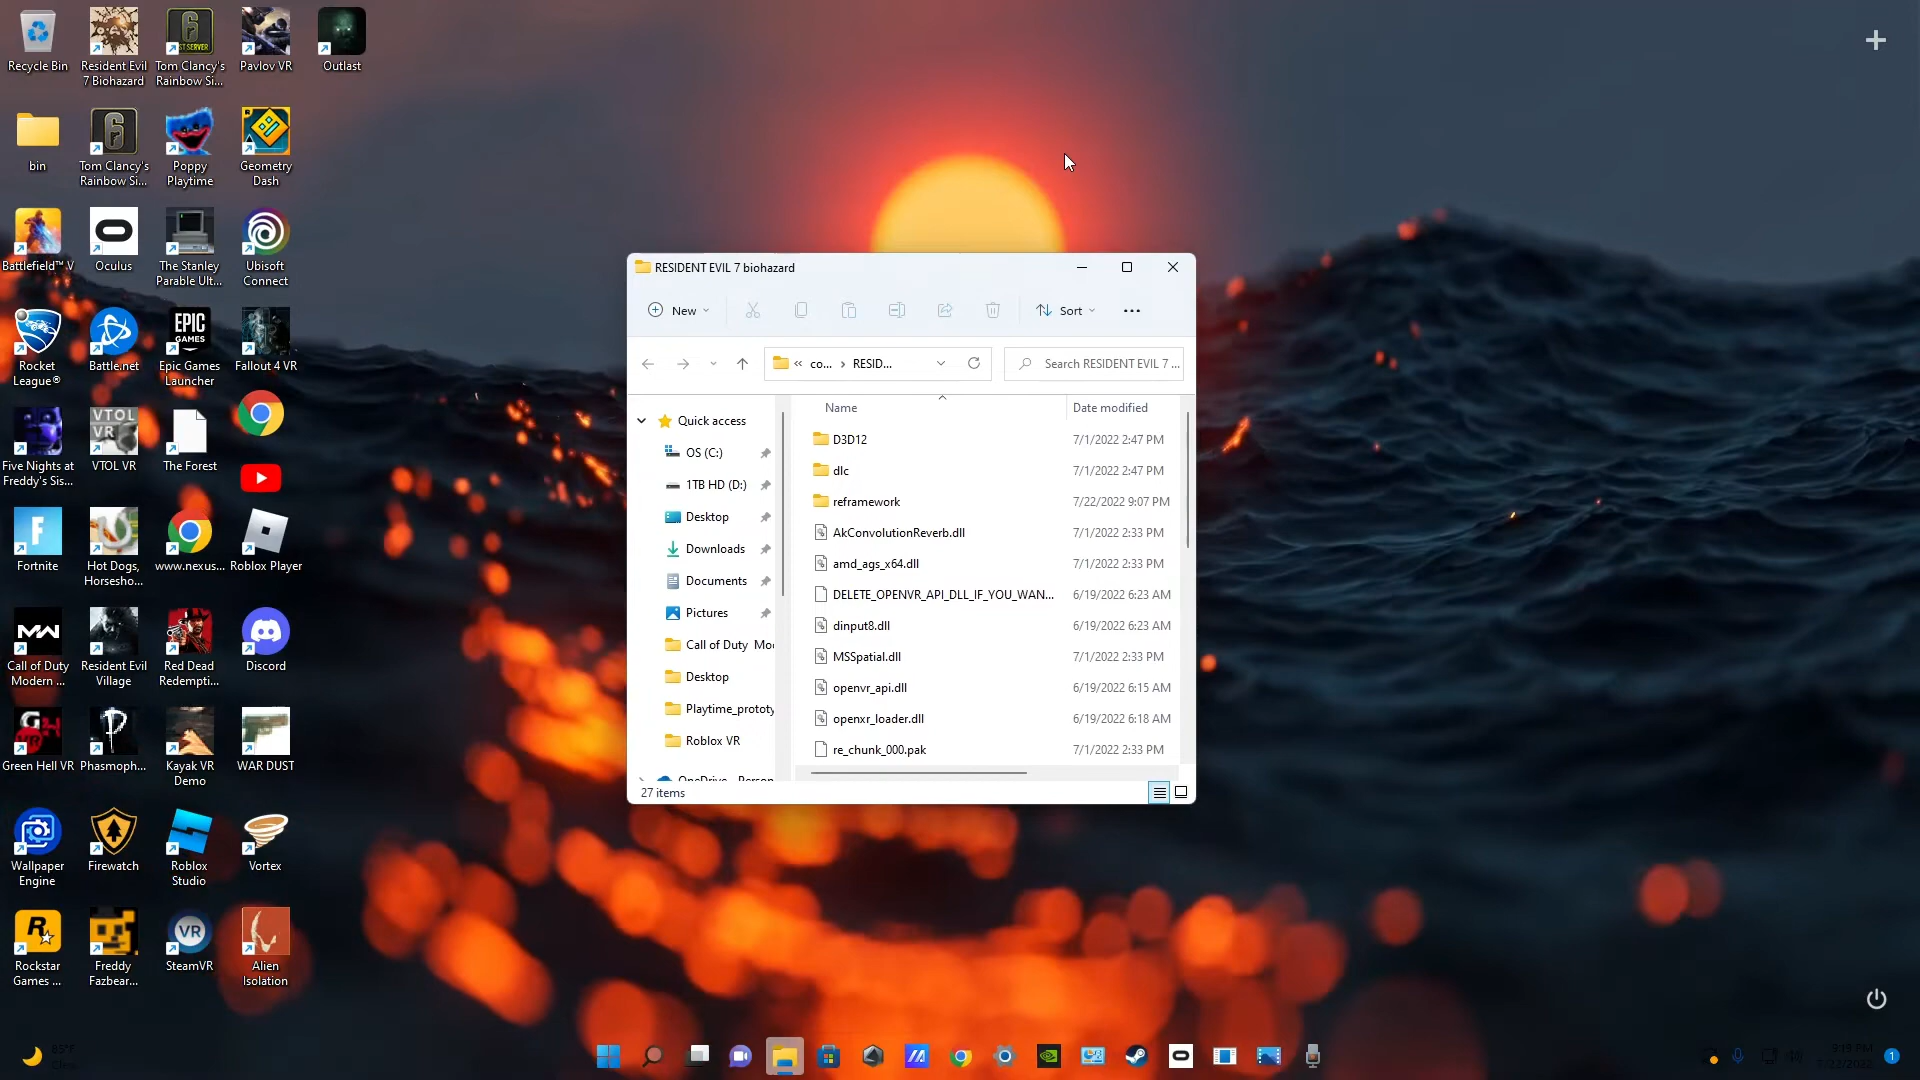 Recycle Bin
Resident Evil
7 Biohazard
Tom Clancy's
Rainbow Si...
Pavlov VR
Outlast
bin
Tom Clancy's
Rainbow Si...
Poppy
Playtime
Geometry
Dash
Battlefield™ V
Oculus
The Stanley
Parable Ult...
Ubisoft
Connect
Rocket
League®
Battle.net
Epic Games
Launcher
Fallout 4 VR
Five Nights at
Freddy's Sis...
VTOL VR
The Forest
Fortnite
Hot Dogs,
Horsesho...
www.nexus...
Roblox Player
Call of Duty
Modern ...
Resident Evil
Village
Red Dead
Redempti...
Discord
Green Hell VR
Phasmoph...
Kayak VR
Demo
WAR DUST
Wallpaper
Engine
Firewatch
Roblox
Studio
Vortex
Rockstar
Games ...
Freddy
Fazbear...
SteamVR
Alien
Isolation
EPIC
GAMES
VTOL
VR
VR
RESIDENT EVIL 7 biohazard
New
Sort
« co... › RESID...
Search RESIDENT EVIL 7 ...
Quick access
OS (C:)
1TB HD (D:)
Desktop
Downloads
Documents
Pictures
Call of Duty Mo
Desktop
Playtime_prototy
Roblox VR
OneDrive - Person
Name Date modified
D3D12 7/1/2022 2:47 PM
dlc 7/1/2022 2:47 PM
reframework 7/22/2022 9:07 PM
AkConvolutionReverb.dll 7/1/2022 2:33 PM
amd_ags_x64.dll 7/1/2022 2:33 PM
DELETE_OPENVR_API_DLL_IF_YOU_WAN... 6/19/2022 6:23 AM
dinput8.dll 6/19/2022 6:23 AM
MSSpatial.dll 7/1/2022 2:33 PM
openvr_api.dll 6/19/2022 6:15 AM
openxr_loader.dll 6/19/2022 6:18 AM
re_chunk_000.pak 7/1/2022 2:33 PM
27 items
9:19 PM
7/22/2022
1